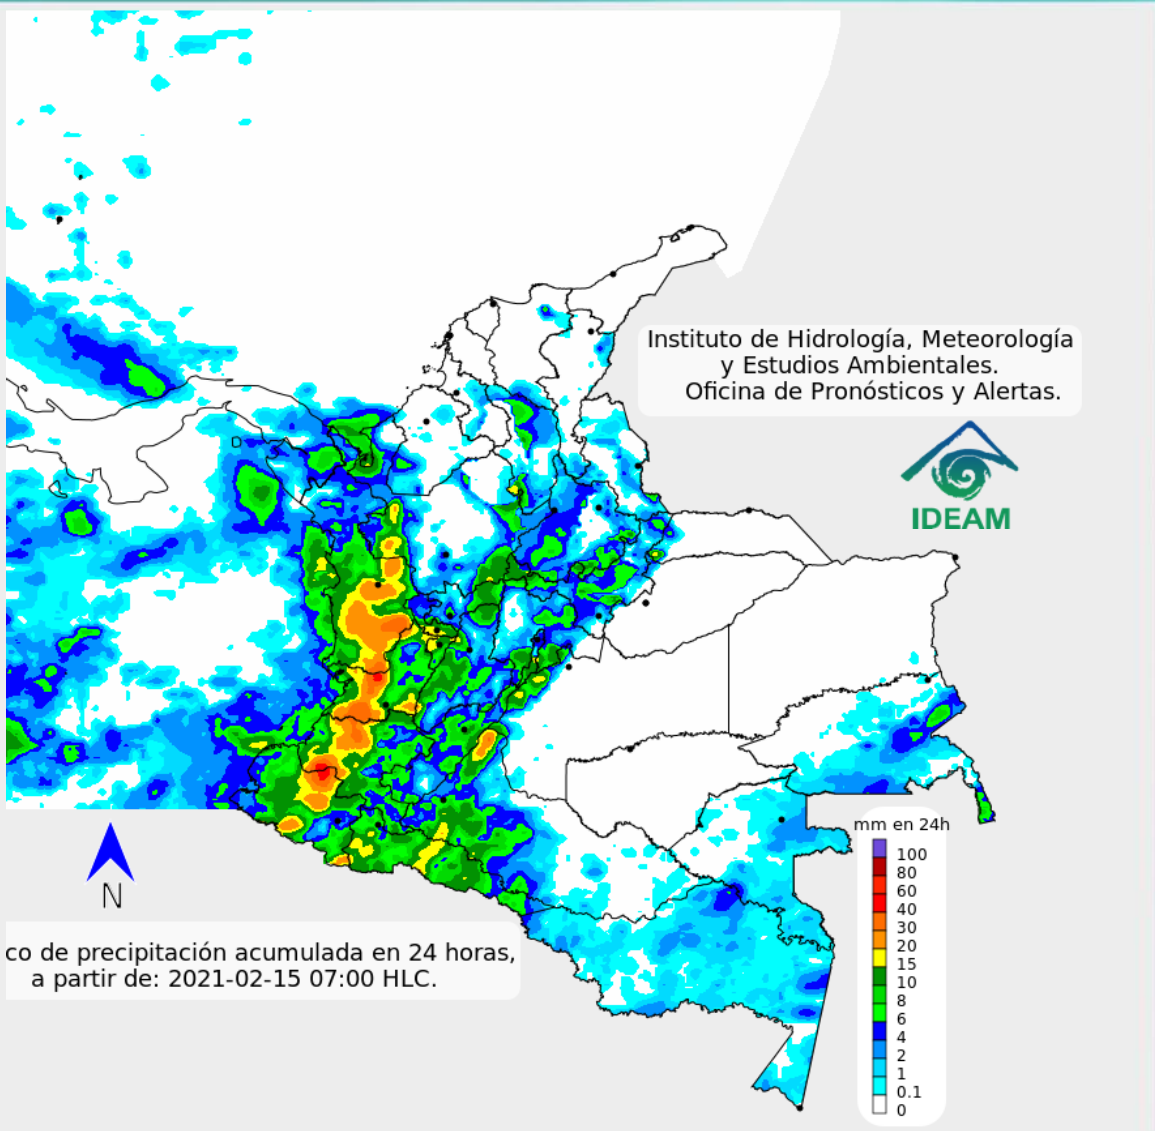 Instituto de Hidrología, Meteorología
y Estudios Ambientales.
Oficina de Pronósticos y Alertas.
IDEAM
mm en 24h
100
80
60
40
30
20
15
10
8
6
4
2
1
0.1
0
N
co de precipitación acumulada en 24 horas,
a partir de: 2021-02-15 07:00 HLC.